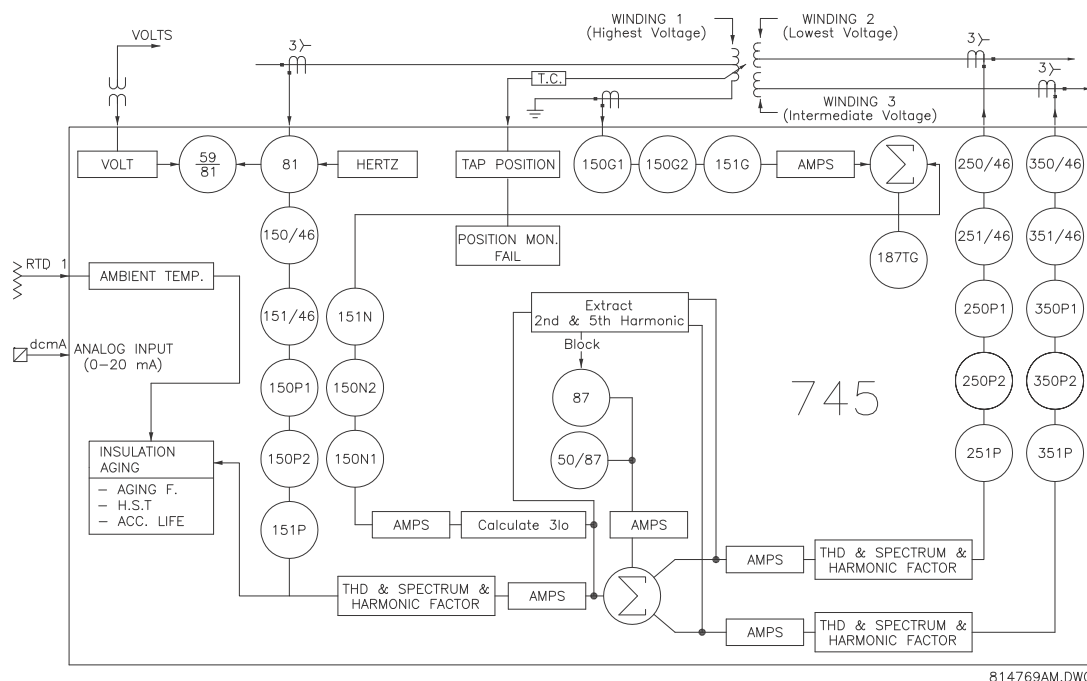 VOLTS
WINDING 1
(Highest Voltage)
WINDING 2
(Lowest Voltage)
3
3
3
T.C.
WINDING 3
(Intermediate Voltage)
VOLT
59
81
81
HERTZ
TAP POSITION
150G1
150G2
151G
AMPS
Σ
250/46
350/46
150/46
POSITION MON.
FAIL
187TG
251/46
351/46
RTD 1
AMBIENT TEMP.
151/46
151N
Extract
2nd & 5th Harmonic
250P1
350P1
dcmA
ANALOG INPUT
(0-20 mA)
Block
150P1
150N2
87
745
250P2
350P2
INSULATION
AGING
- AGING F.
- H.S.T
- ACC. LIFE
150P2
150N1
50/87
251P
351P
151P
AMPS
Calculate 3Io
AMPS
AMPS
THD & SPECTRUM &
HARMONIC FACTOR
THD & SPECTRUM &
HARMONIC FACTOR
AMPS
Σ
AMPS
THD & SPECTRUM &
HARMONIC FACTOR
814769AM.DWG